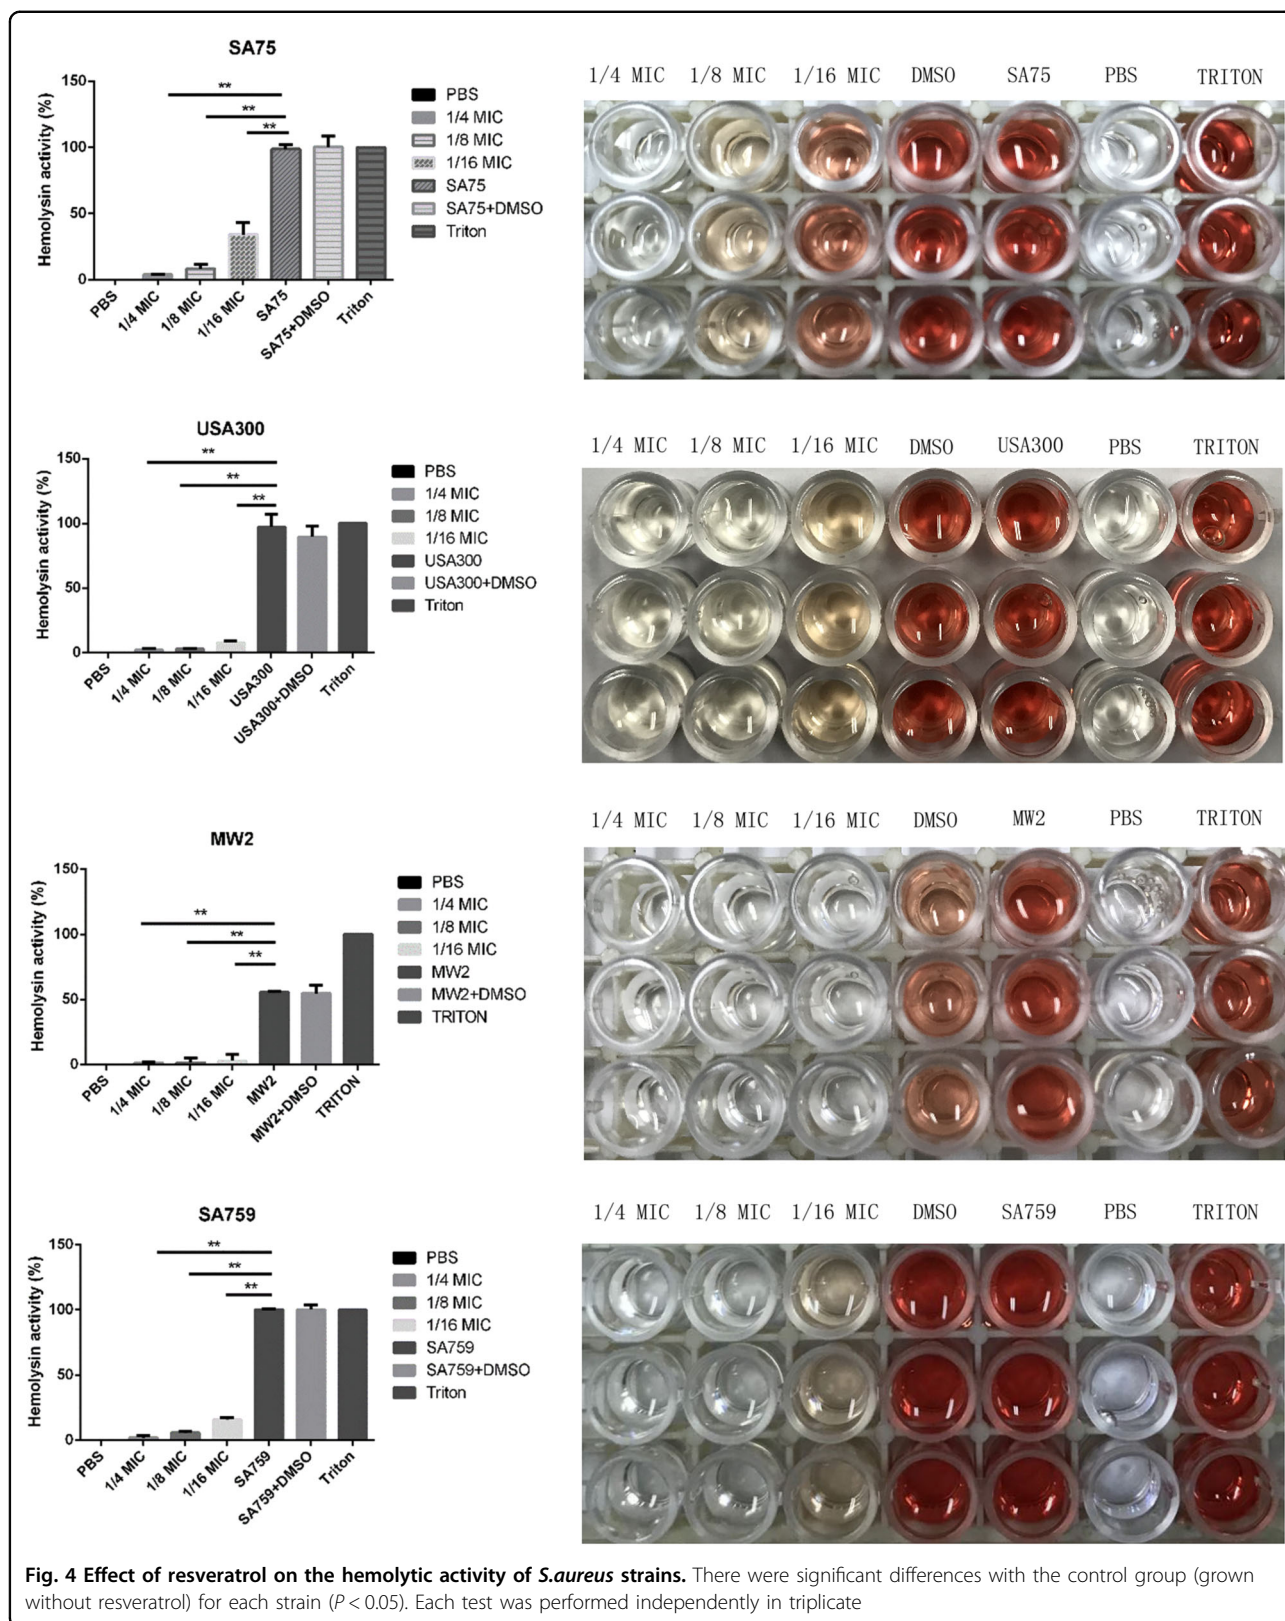 SA75
Hemolysin activity (%)
150
100
50
0
PBS
1/4 MIC
1/8 MIC
1/16 MIC
SA75
SA75+DMSO
Triton
**
**
**
PBS
1/4 MIC
1/8 MIC
1/16 MIC
SA75
SA75+DMSO
Triton
1/4 MIC 1/8 MIC 1/16 MIC DMSO SA75 PBS TRITON
USA300
Hemolysin activity (%)
150
100
50
0
PBS
1/4 MIC
1/8 MIC
1/16 MIC
USA300
USA300+DMSO
Triton
**
**
**
PBS
1/4 MIC
1/8 MIC
1/16 MIC
USA300
USA300+DMSO
Triton
1/4 MIC 1/8 MIC 1/16 MIC DMSO USA300 PBS TRITON
MW2
Hemolysin activity (%)
150
100
50
0
PBS
1/4 MIC
1/8 MIC
1/16 MIC
MW2
MW2+DMSO
TRITON
**
**
**
PBS
1/4 MIC
1/8 MIC
1/16 MIC
MW2
MW2+DMSO
TRITON
1/4 MIC 1/8 MIC 1/16 MIC DMSO MW2 PBS TRITON
SA759
Hemolysin activity (%)
150
100
50
0
PBS
1/4 MIC
1/8 MIC
1/16 MIC
SA759
SA759+DMSO
Triton
**
**
**
PBS
1/4 MIC
1/8 MIC
1/16 MIC
SA759
SA759+DMSO
Triton
1/4 MIC 1/8 MIC 1/16 MIC DMSO SA759 PBS TRITON
Fig. 4 Effect of resveratrol on the hemolytic activity of S.aureus strains. There were significant differences with the control group (grown
without resveratrol) for each strain (P < 0.05). Each test was performed independently in triplicate